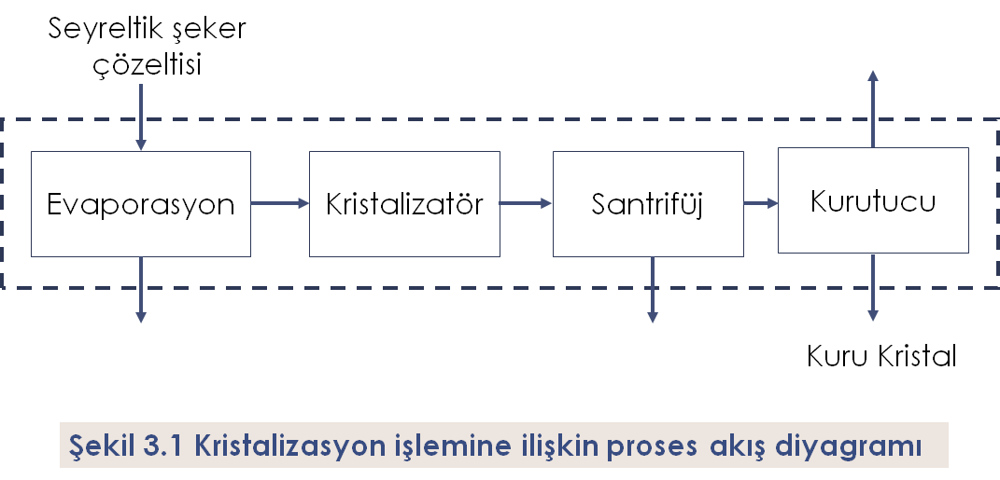 Seyreltik şeker
çözeltisi
Evaporasyon
Kristalizatör
Santrifüj
Kurutucu
Kuru Kristal
Şekil 3.1 Kristalizasyon işlemine ilişkin proses akış diyagramı